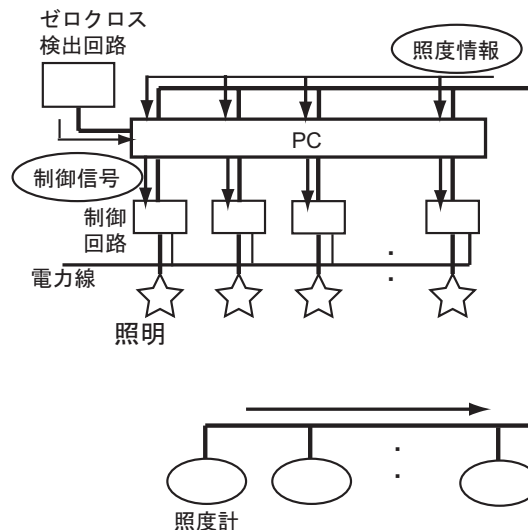 ゼロクロス
検出回路
照度情報
PC
制御信号
制御
回路
電力線
照明
照度計